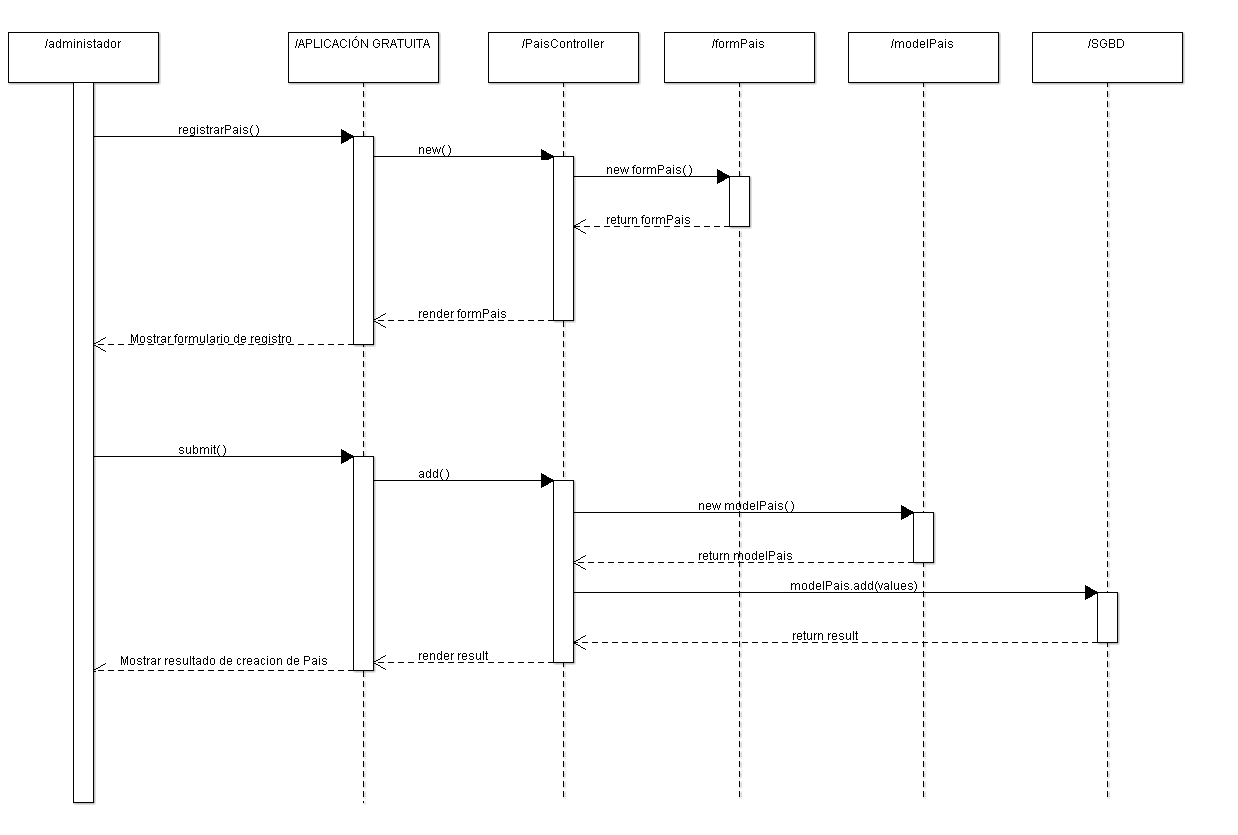 /administador
/APLICACIÓN GRATUITA
/PaisController
/formPais
/modelPais
/SGBD
registrarPais()
new()
new formPais()
return formPais
render formPais
Mostrar formulario de registro
submit()
add()
new modelPais()
return modelPais
modelPais.add(values)
return result
render result
Mostrar resultado de creacion de Pais